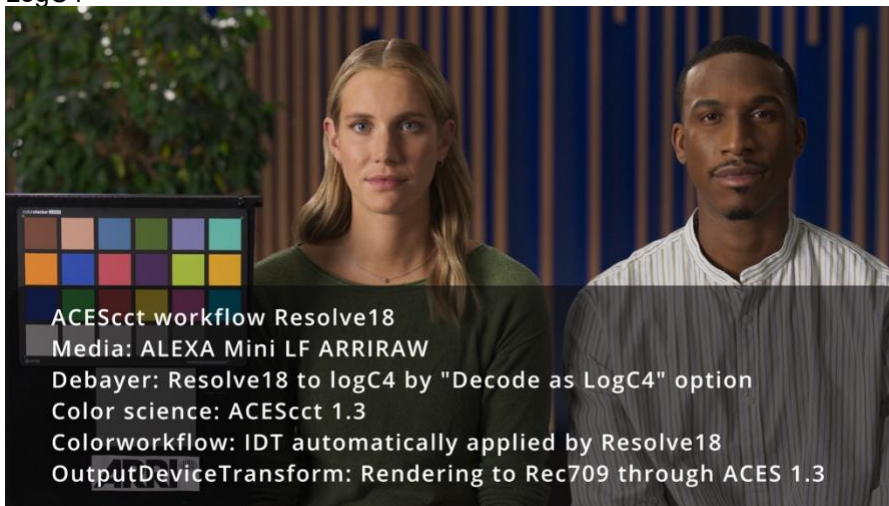 LogC4
ACEScct workflow Resolve18
Media: ALEXA Mini LF ARRIRAW
Debayer: Resolve18 to logC4 by "Decode as LogC4" option
Color science: ACEScct 1.3
Colorworkflow: IDT automatically applied by Resolve18
OutputDeviceTransform: Rendering to Rec709 through ACES 1.3
ARRI